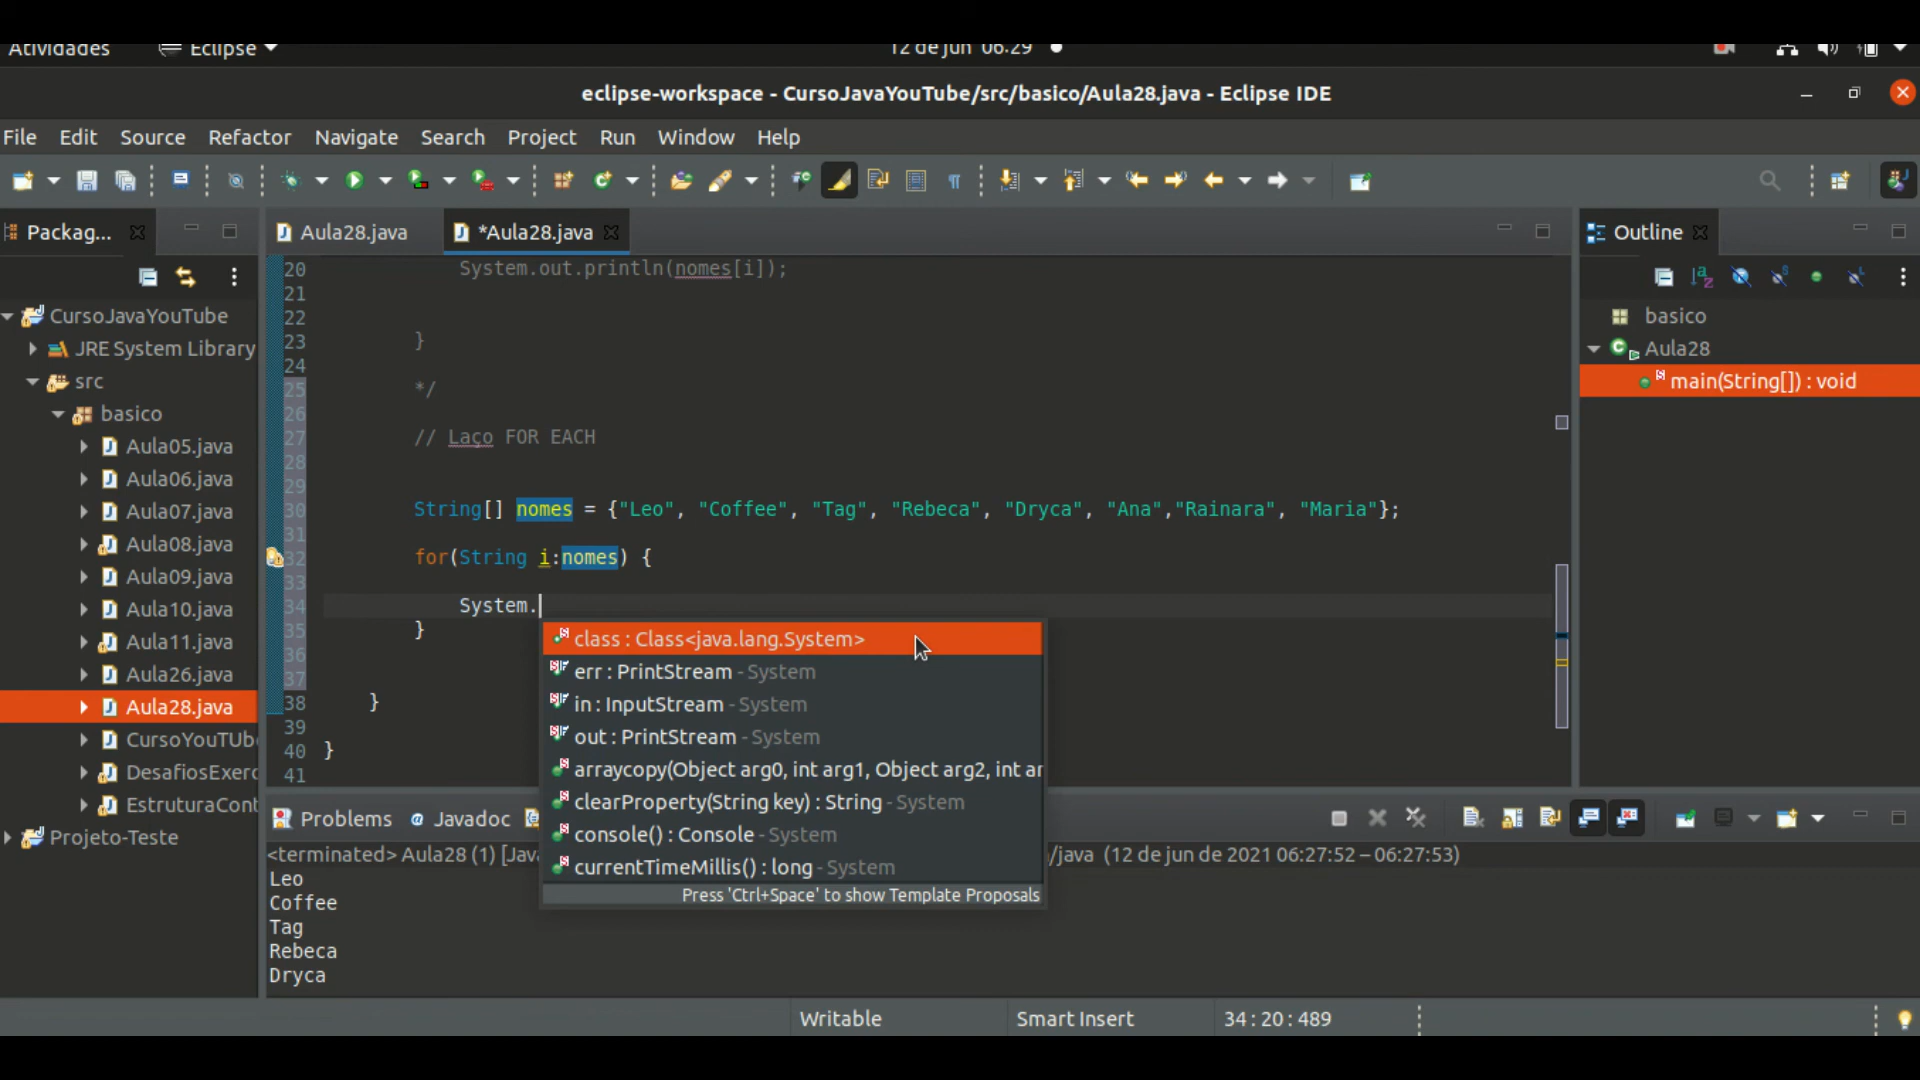 Atividades Eclipse 12 de jun 06:29
eclipse-workspace - CursoJavaYouTube/src/basico/Aula28.java - Eclipse IDE
File Edit Source Refactor Navigate Search Project Run Window Help
Packag...
CursoJavaYouTube
JRE System Library
src
basico
Aula05.java
Aula06.java
Aula07.java
Aula08.java
Aula09.java
Aula10.java
Aula11.java
Aula26.java
Aula28.java
CursoYouTUb
DesafiosExerc
EstruturaCont
Projeto-Teste
Aula28.java *Aula28.java
20 System.out.println(nomes[i]);
21
22
23 }
24
25 */
26
27 // Laço FOR EACH
28
29
30 String[] nomes = {"Leo", "Coffee", "Tag", "Rebeca", "Dryca", "Ana","Rainara", "Maria"};
31
32 for(String i:nomes) {
33
34 System.
35 }
36
37
38 }
39
40 }
41
class : Class<java.lang.System>
err : PrintStream - System
in : InputStream - System
out : PrintStream - System
arraycopy(Object arg0, int arg1, Object arg2, int ar
clearProperty(String key) : String - System
console() : Console - System
currentTimeMillis() : long - System
Press 'Ctrl+Space' to show Template Proposals
Outline
basico
Aula28
main(String[]) : void
Problems @ Javadoc
<terminated> Aula28 (1) [Jav /java (12 de jun de 2021 06:27:52 – 06:27:53)
Leo
Coffee
Tag
Rebeca
Dryca
Writable Smart Insert 34 : 20 : 489